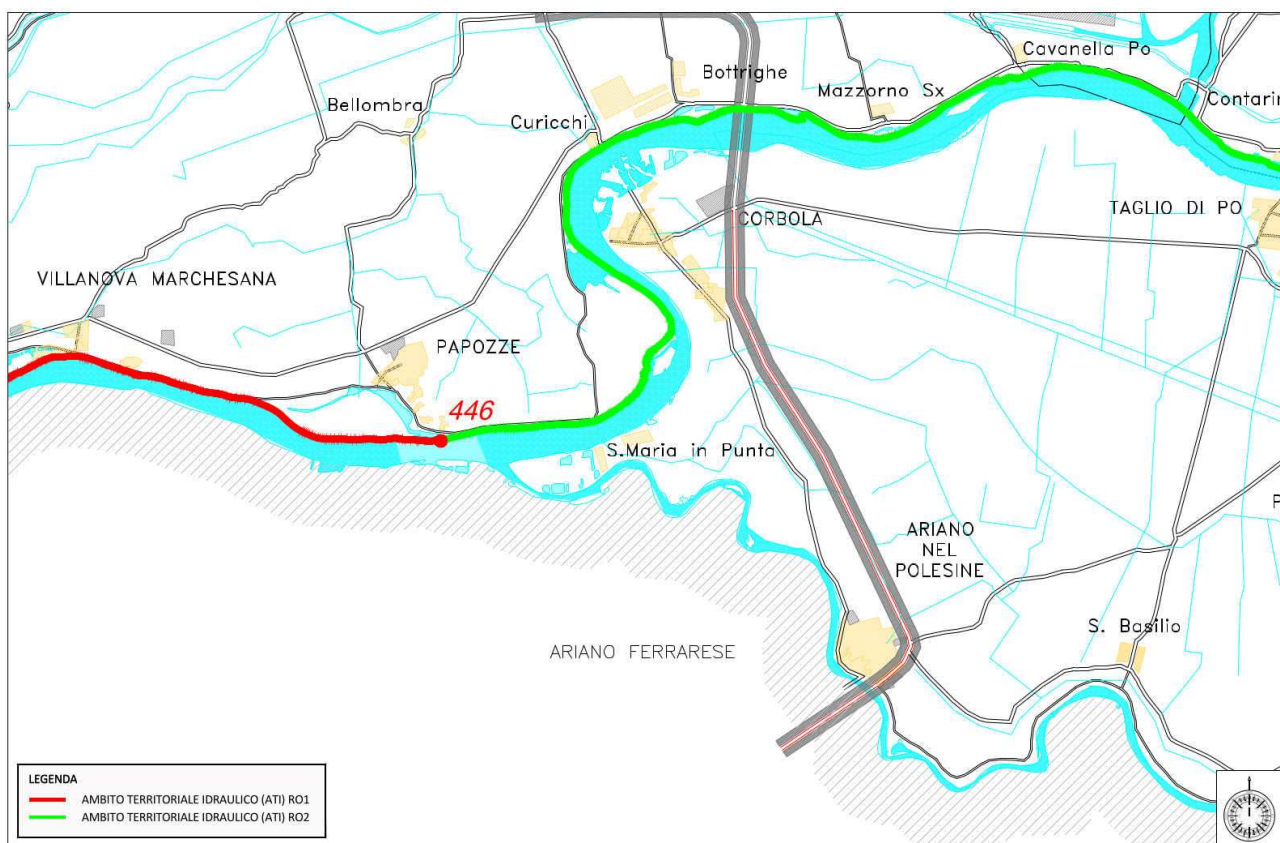 Cavanella Po
Bottrighe
Mazzorno Sx
Bellombra
Contarin
Curicchi
TAGLIO DI PO
CORBOLA
VILLANOVA MARCHESANA
PAPOZZE
446
S.Maria in Punta
P
ARIANO
NEL
POLESINE
S. Basilio
ARIANO FERRARESE
LEGENDA
AMBITO TERRITORIALE IDRAULICO (ATI) RO1
AMBITO TERRITORIALE IDRAULICO (ATI) RO2